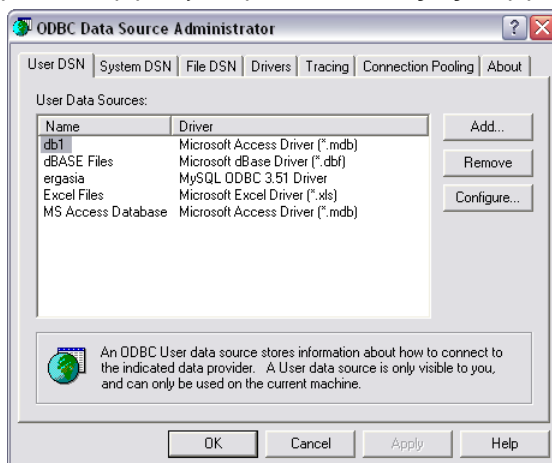 ODBC Data Source Administrator
User DSN System DSN File DSN Drivers Tracing Connection Pooling About
User Data Sources:
Name Driver
db1 Microsoft Access Driver (*.mdb)
dBASE Files Microsoft dBase Driver (*.dbf)
ergasia MySQL ODBC 3.51 Driver
Excel Files Microsoft Excel Driver (*.xls)
MS Access Database Microsoft Access Driver (*.mdb)
Add...
Remove
Configure...
An ODBC User data source stores information about how to connect to
the indicated data provider. A User data source is only visible to you,
and can only be used on the current machine.
OK Cancel Apply Help